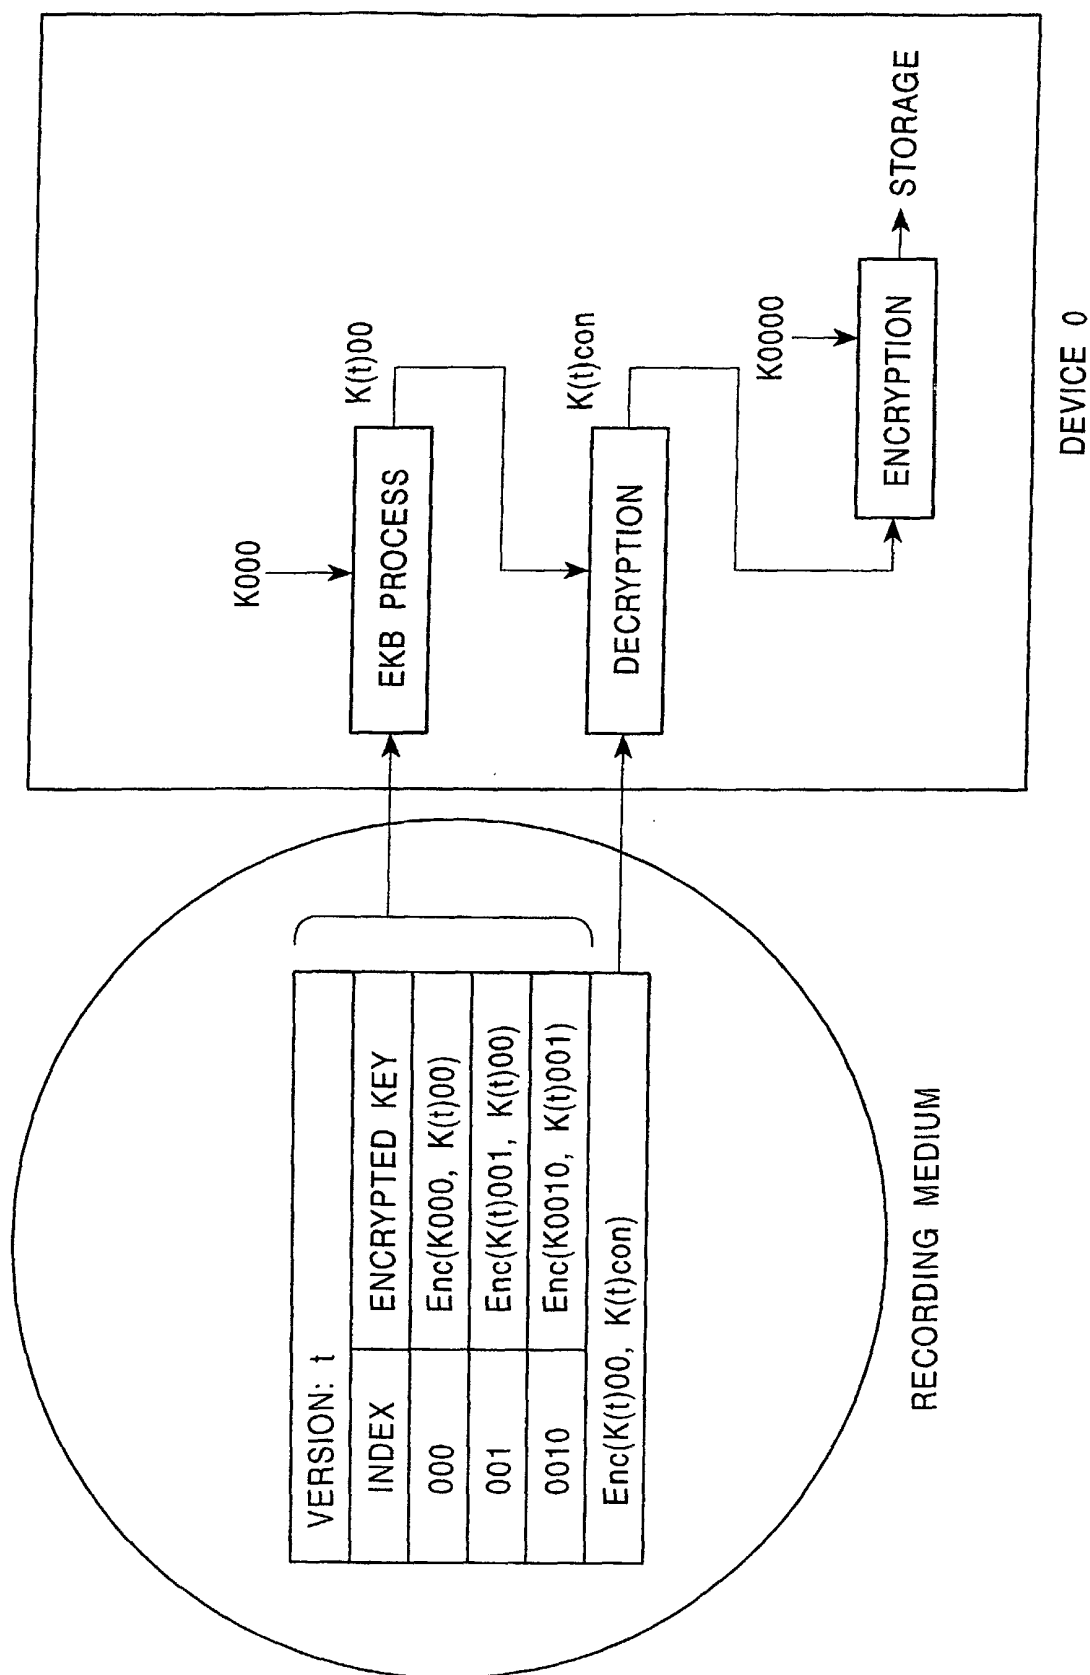 VERSION: t
INDEX ENCRYPTED KEY
000 Enc(K000, K(t)00)
001 Enc(K(t)001, K(t)00)
0010 Enc(K0010, K(t)001)
Enc(K(t)00, K(t)con)
RECORDING MEDIUM
K000
EKB PROCESS
K(t)00
DECRYPTION
K(t)con
K0000
ENCRYPTION
STORAGE
DEVICE 0